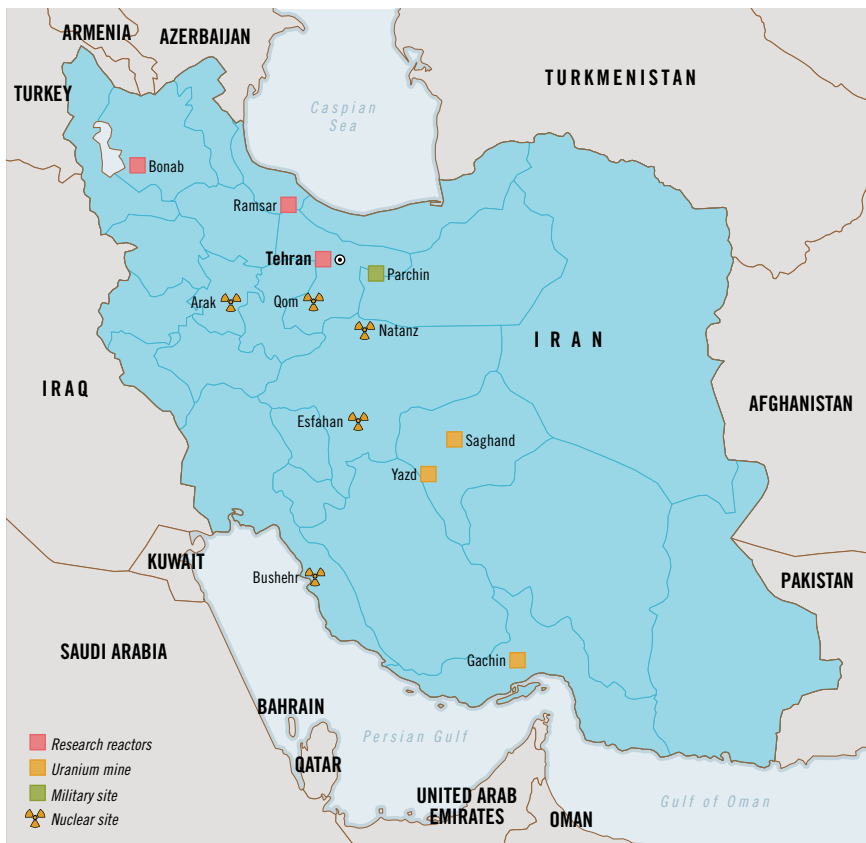 ARMENIA
AZERBAIJAN
TURKEY
TURKMENISTAN
Caspian
Sea
Bonab
Ramsar
Tehran
Parchin
Arak
Qom
Natanz
IRAN
IRAQ
AFGHANISTAN
Esfahan
Saghand
Yazd
KUWAIT
Bushehr
PAKISTAN
SAUDI ARABIA
Gachin
BAHRAIN
Persian Gulf
QATAR
UNITED ARAB
EMIRATES
OMAN
Gulf of Oman
Research reactors
Uranium mine
Military site
Nuclear site